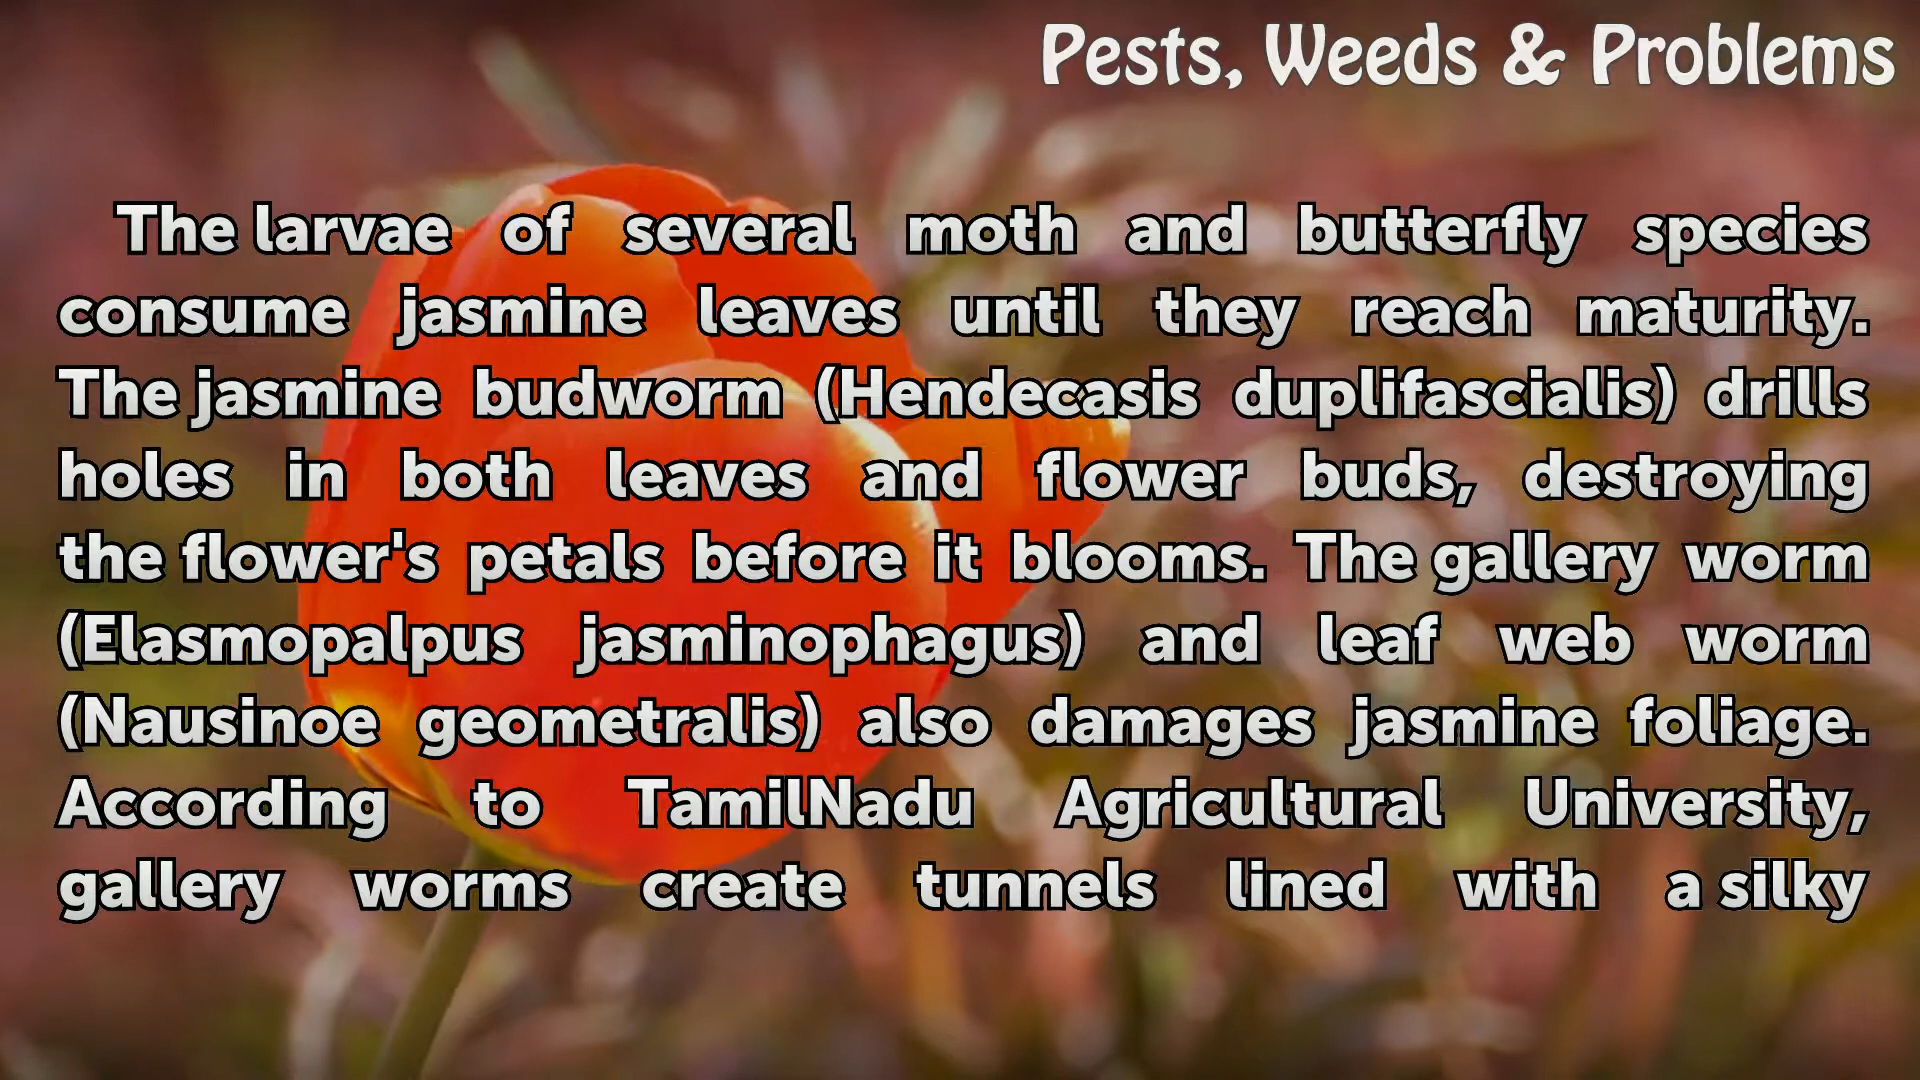 Pests, Weeds & Problems
The larvae of several moth and butterfly species
consume jasmine leaves until they reach maturity.
The jasmine budworm (Hendecasis duplifascialis) drills
holes in both leaves and flower buds, destroying
the flower's petals before it blooms. The gallery worm
(Elasmopalpus jasminophagus) and leaf web worm
(Nausinoe geometralis) also damages jasmine foliage.
According to TamilNadu Agricultural University,
gallery worms create tunnels lined with a silky